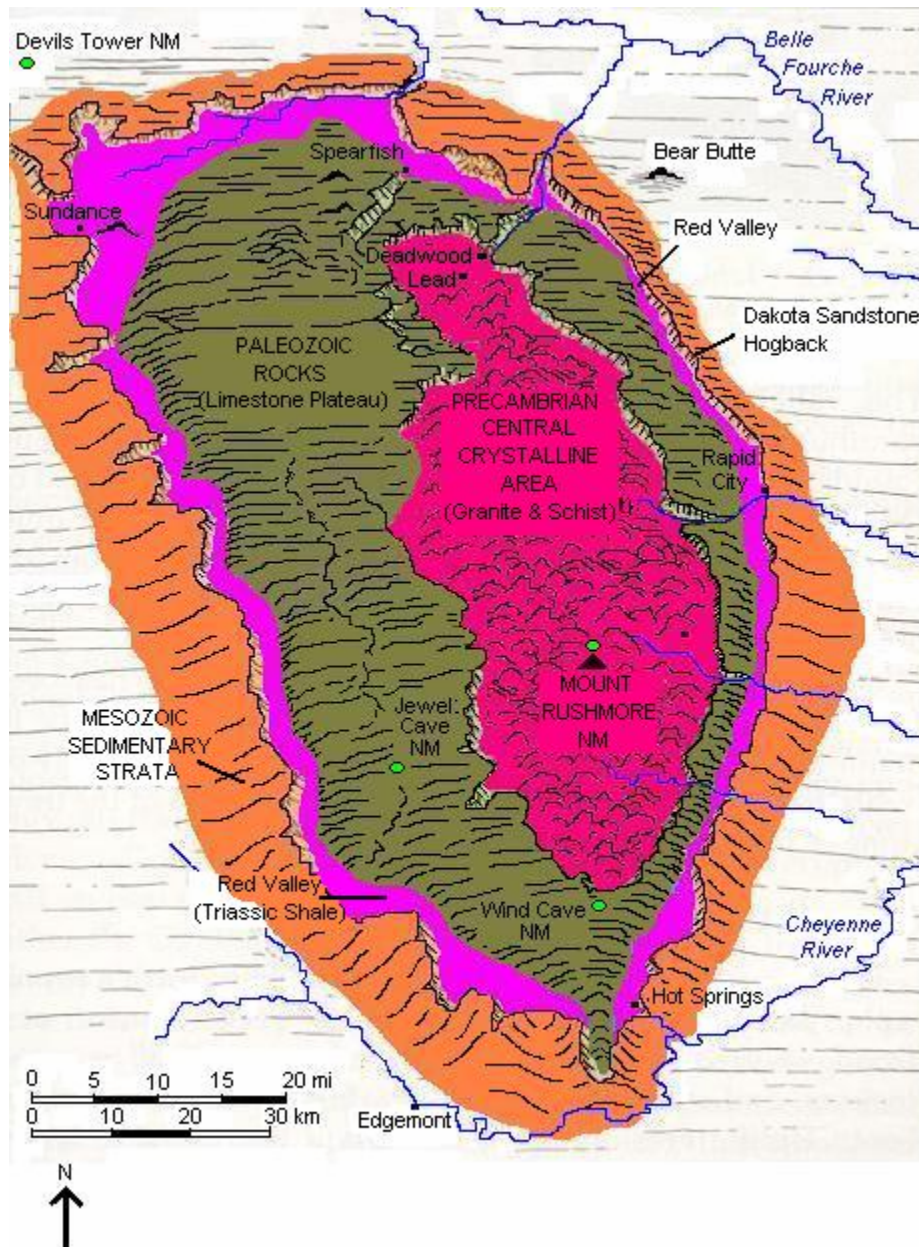 Devils Tower NM
Belle
Fourche
River
Spearfish
Bear Butte
Sundance
Red Valley
Deadwood
Lead
Dakota Sandstone
Hogback
PALEOZOIC
ROCKS
(Limestone Plateau)
PRECAMBRIAN
CENTRAL
CRYSTALLINE
AREA
(Granite & Schist)
Rapid
City
MOUNT
RUSHMORE
NM
Jewel
Cave
NM
MESOZOIC
SEDIMENTARY
STRATA
Red Valley
(Triassic Shale)
Wind Cave
NM
Cheyenne
River
Hot Springs
0 5 10 15 20 mi
0 10 20 30 km
Edgemont
N